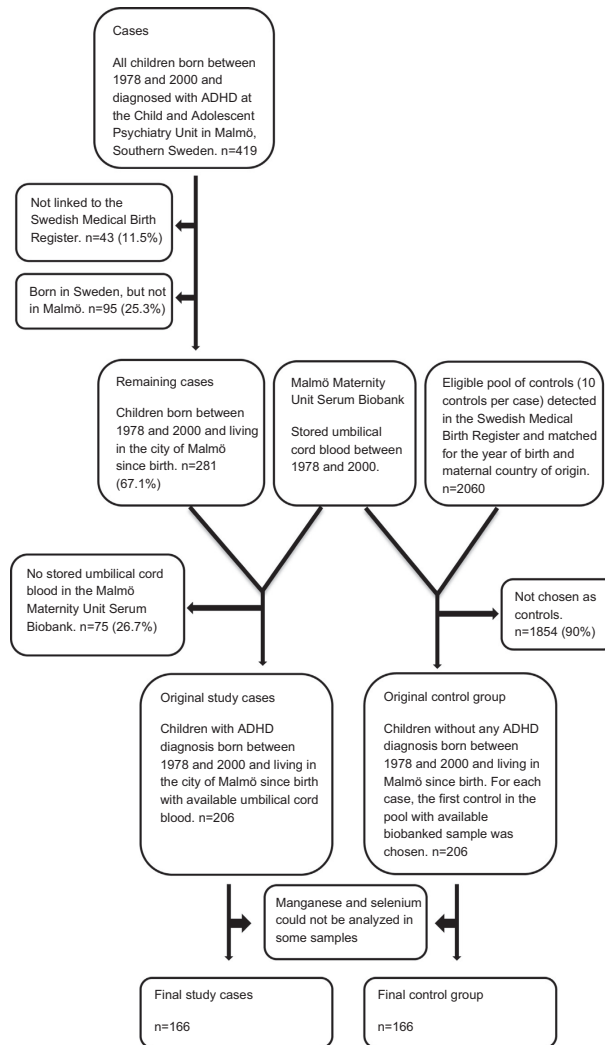 Cases
All children born between
1978 and 2000 and
diagnosed with ADHD at
the Child and Adolescent
Psychiatry Unit in Malmö,
Southern Sweden. n=419
Not linked to the
Swedish Medical Birth
Register. n=43 (11.5%)
Born in Sweden, but not
in Malmö. n=95 (25.3%)
Remaining cases
Children born between
1978 and 2000 and living
in the city of Malmö
since birth. n=281
(67.1%)
Malmö Maternity
Unit Serum Biobank
Stored umbilical
cord blood between
1978 and 2000.
Eligible pool of controls (10
controls per case) detected
in the Swedish Medical
Birth Register and matched
for the year of birth and
maternal country of origin.
n=2060
No stored umbilical cord
blood in the Malmö
Maternity Unit Serum
Biobank. n=75 (26.7%)
Not chosen as
controls.
n=1854 (90%)
Original study cases
Children with ADHD
diagnosis born between
1978 and 2000 and living in
the city of Malmö since birth
with available umbilical cord
blood. n=206
Original control group
Children without any ADHD
diagnosis born between
1978 and 2000 and living in
Malmö since birth. For each
case, the first control in the
pool with available
biobanked sample was
chosen. n=206
Manganese and selenium
could not be analyzed in
some samples
Final study cases
n=166
Final control group
n=166